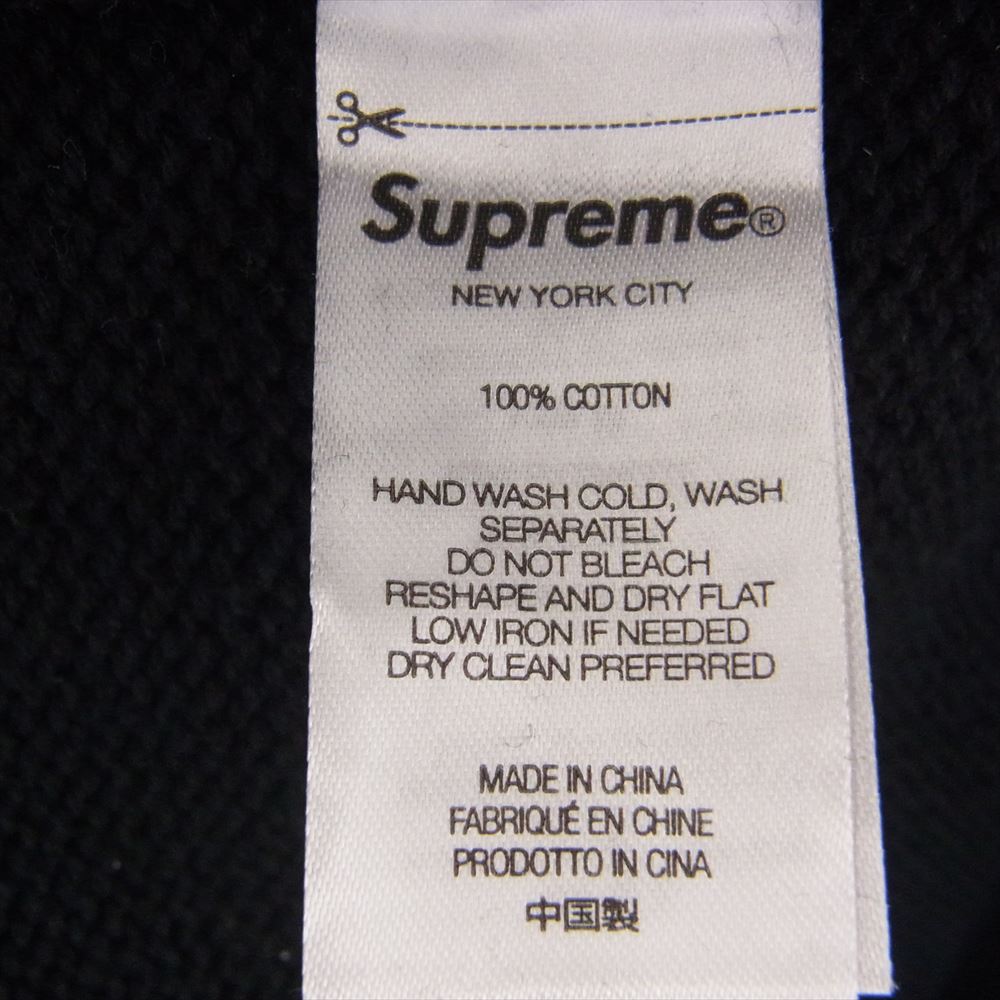 Supreme®
NEW YORK CITY
100% COTTON
HAND WASH COLD, WASH
SEPARATELY
DO NOT BLEACH
RESHAPE AND DRY FLAT
LOW IRON IF NEEDED
DRY CLEAN PREFERRED
MADE IN CHINA
FABRIQUÉ EN CHINE
PRODOTTO IN CINA
中国製